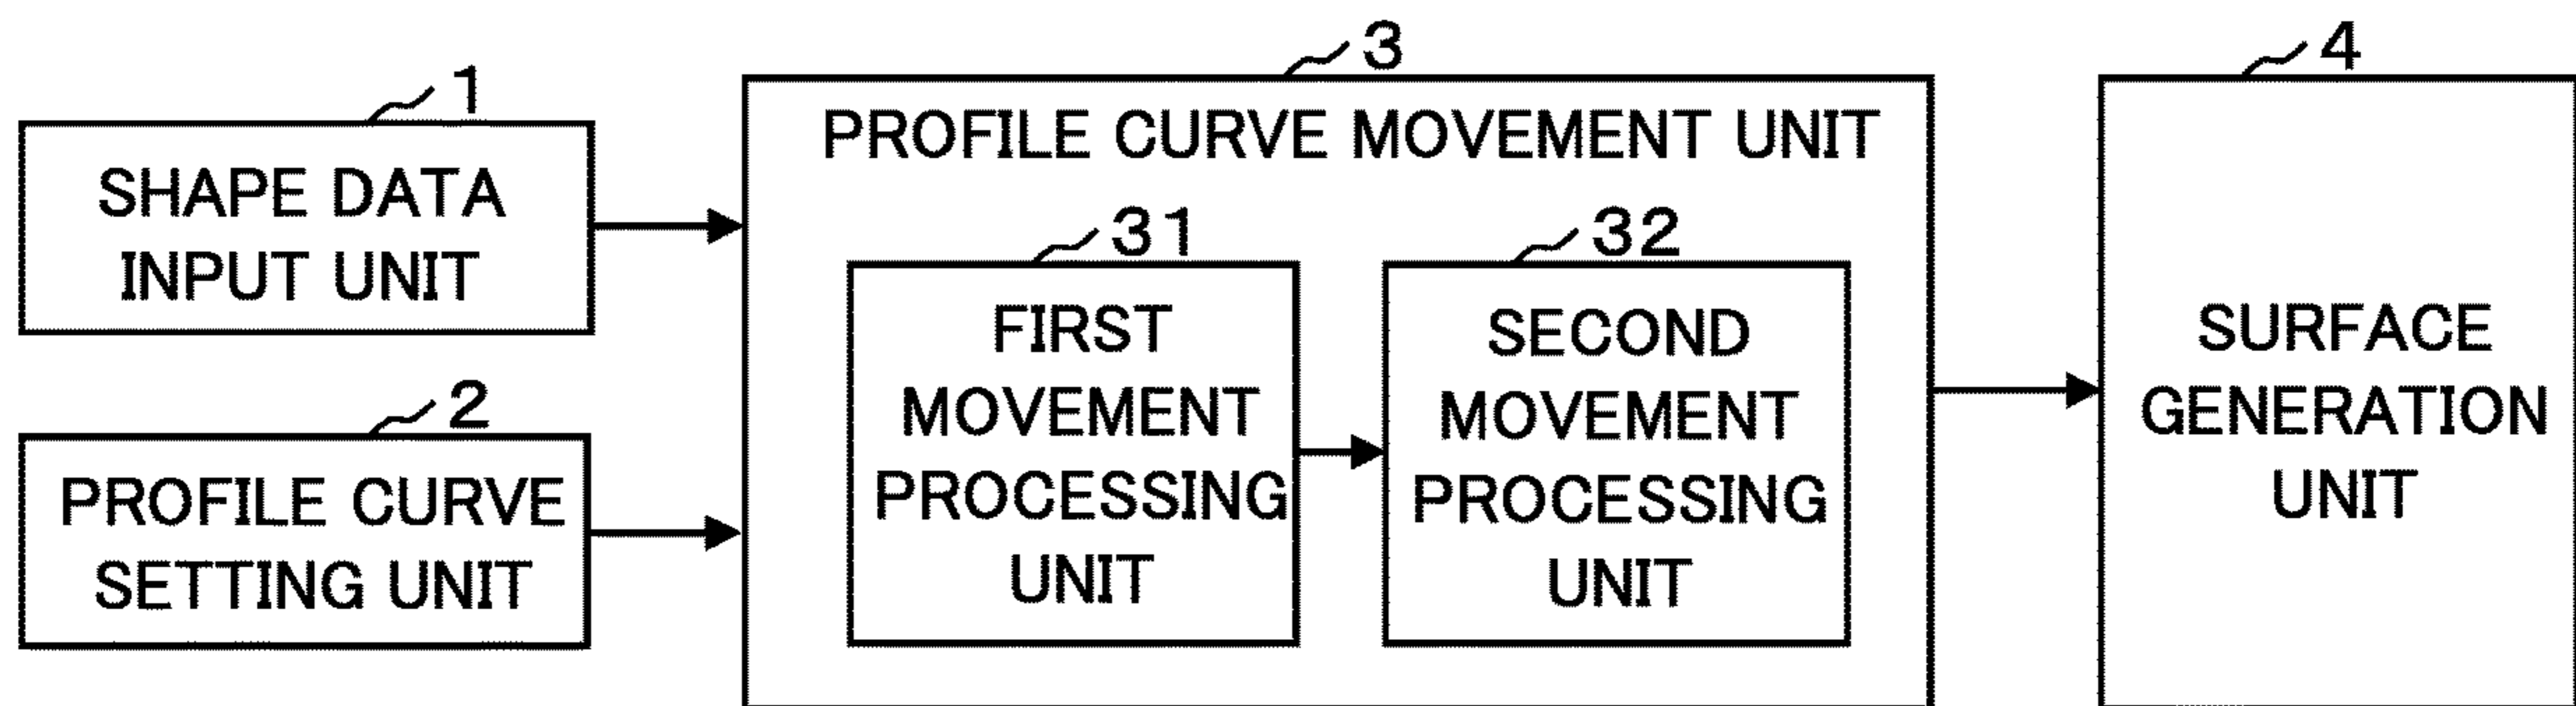 1
SHAPE DATA
INPUT UNIT
2
PROFILE CURVE
SETTING UNIT
3
PROFILE CURVE MOVEMENT UNIT
31
FIRST
MOVEMENT
PROCESSING
UNIT
32
SECOND
MOVEMENT
PROCESSING
UNIT
4
SURFACE
GENERATION
UNIT